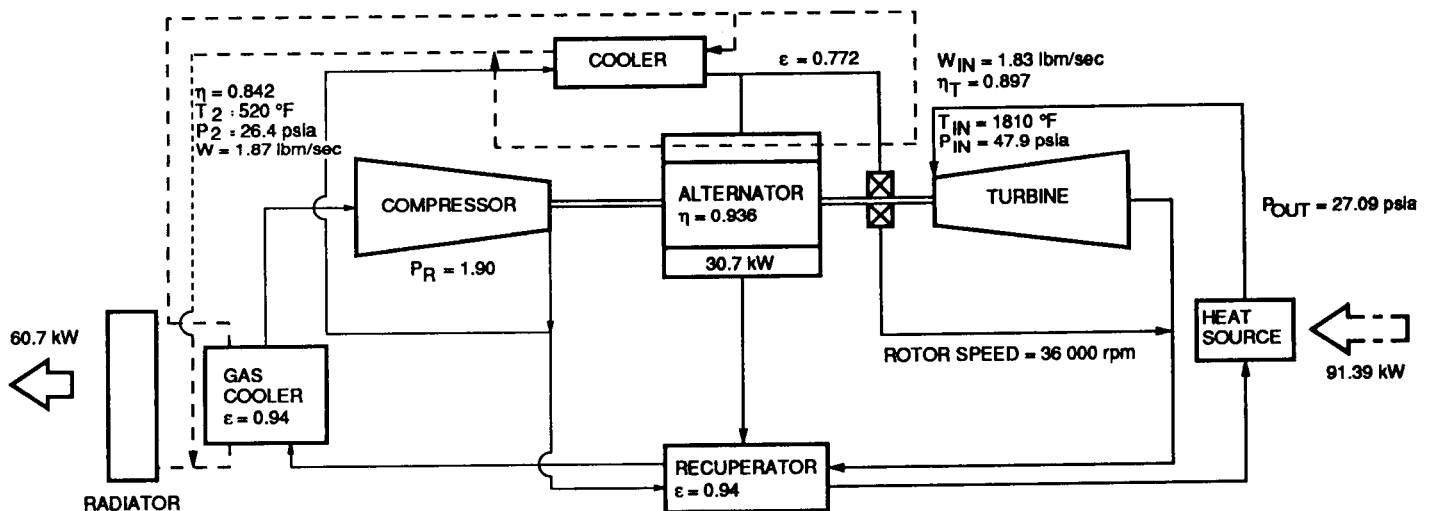 COOLER
ε = 0.772
W_IN = 1.83 lbm/sec
η_T = 0.897
η = 0.842
T_2 : 520 °F
P_2 : 26.4 psia
W = 1.87 lbm/sec
T_IN = 1810 °F
P_IN = 47.9 psia
COMPRESSOR
ALTERNATOR
η = 0.936
TURBINE
P_OUT = 27.09 psia
P_R = 1.90
30.7 kW
60.7 kW
HEAT
SOURCE
ROTOR SPEED = 36 000 rpm
91.39 kW
GAS
COOLER
ε = 0.94
RECUPERATOR
ε = 0.94
RADIATOR